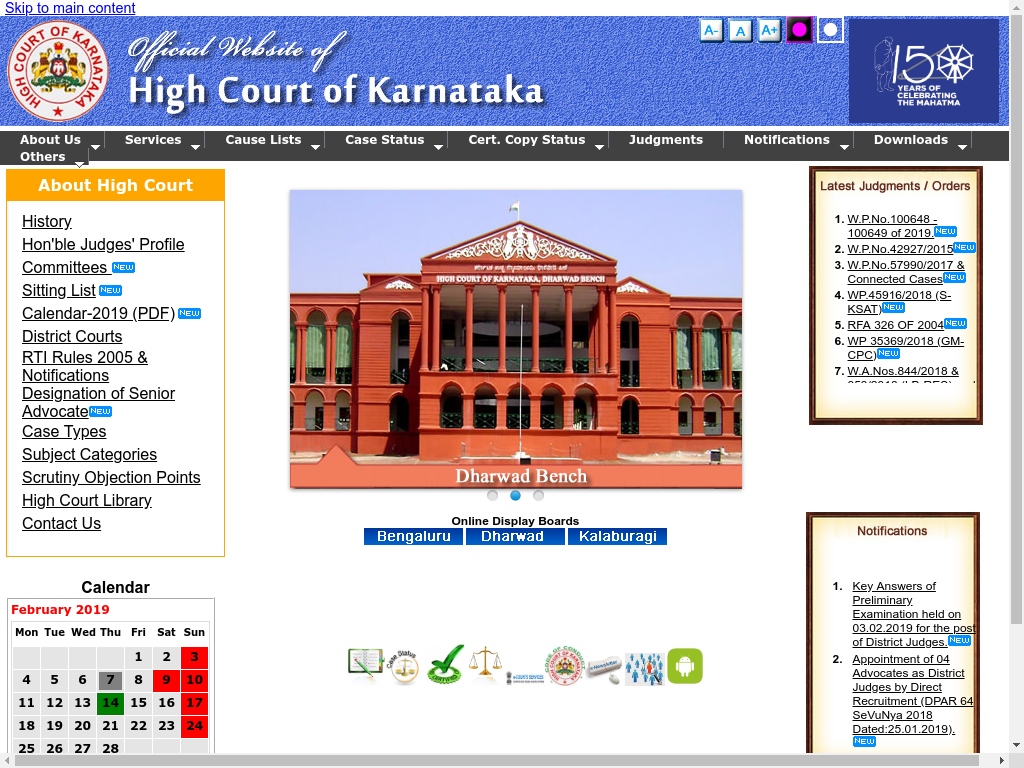 Skip to main content
HIGH COURT OF KARNATAKA
Official Website of
High Court of Karnataka
A-
A
A+
150
YEARS OF
CELEBRATING
THE MAHATMA
About Us
Services
Cause Lists
Case Status
Cert. Copy Status
Judgments
Notifications
Downloads
Others
About High Court
History
Hon'ble Judges' Profile
Committees NEW
Sitting List NEW
Calendar-2019 (PDF) NEW
District Courts
RTI Rules 2005 &
Notifications
Designation of Senior
Advocate NEW
Case Types
Subject Categories
Scrutiny Objection Points
High Court Library
Contact Us
HIGH COURT OF KARNATAKA, DHARWAD BENCH
Dharwad Bench
Online Display Boards
Bengaluru
Dharwad
Kalaburagi
Case Status
Latest Judgments / Orders
1. W.P.No.100648 -
100649 of 2019. NEW
2. W.P.No.42927/2015 NEW
3. W.P.No.57990/2017 &
Connected Cases NEW
4. WP.45916/2018 (S-
KSAT) NEW
5. RFA 326 OF 2004 NEW
6. WP 35369/2018 (GM-
CPC) NEW
7. W.A.Nos.844/2018 &
Notifications
1. Key Answers of
Preliminary
Examination held on
03.02.2019 for the post
of District Judges. NEW
2. Appointment of 04
Advocates as District
Judges by Direct
Recruitment (DPAR 64
SeVuNya 2018
Dated:25.01.2019).
NEW
Calendar
February 2019
Mon Tue Wed Thu Fri Sat Sun
1 2 3
4 5 6 7 8 9 10
11 12 13 14 15 16 17
18 19 20 21 22 23 24
25 26 27 28